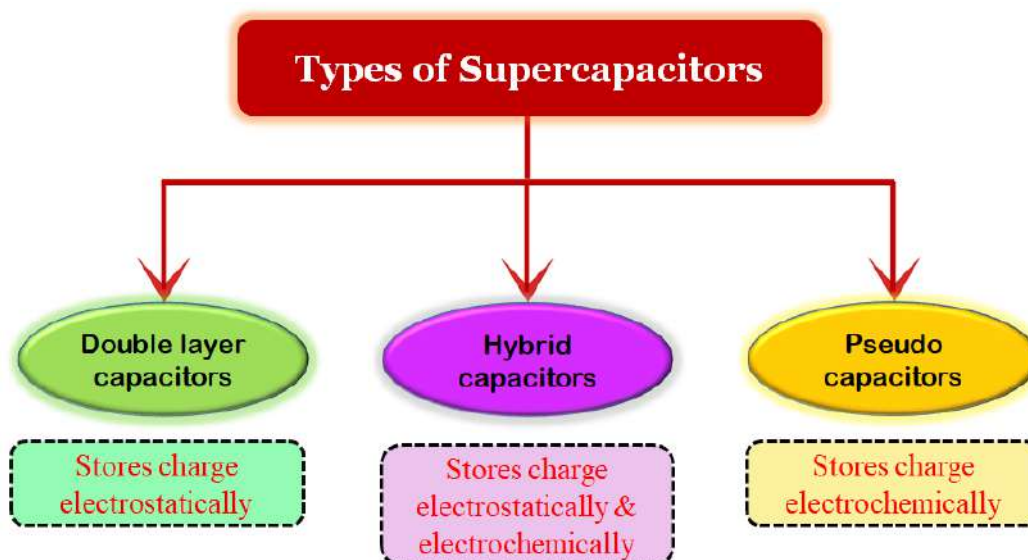 Types of Supercapacitors
Double layer
capacitors
Stores charge
electrostatically
Hybrid
capacitors
Stores charge
electrostatically &
electrochemically
Pseudo
capacitors
Stores charge
electrochemically